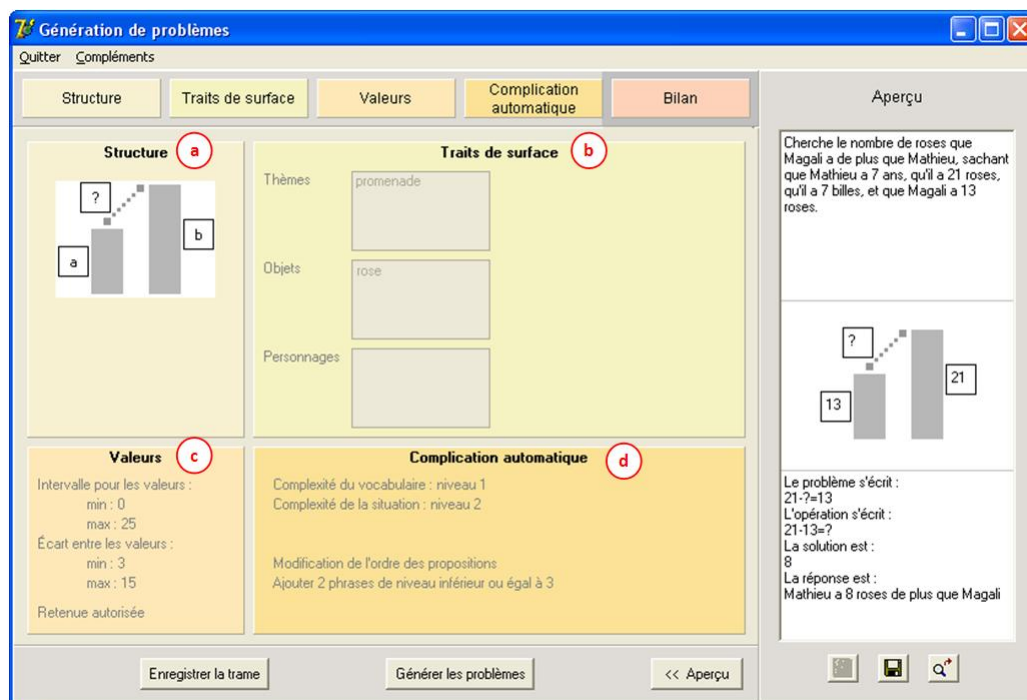 Génération de problèmes
Quitter Compléments
Structure
Traits de surface
Valeurs
Complication
automatique
Bilan
Structure
a
?
a
b
Traits de surface
b
Thèmes
promenade
Objets
rose
Personnages
Valeurs
c
Intervalle pour les valeurs :
min : 0
max : 25
Écart entre les valeurs :
min : 3
max : 15
Retenue autorisée
Complication automatique
d
Complexité du vocabulaire : niveau 1
Complexité de la situation : niveau 2
Modification de l'ordre des propositions
Ajouter 2 phrases de niveau inférieur ou égal à 3
Enregistrer la trame
Générer les problèmes
<< Aperçu
Aperçu
Cherche le nombre de roses que
Magali a de plus que Mathieu, sachant
que Mathieu a 7 ans, qu'il a 21 roses,
qu'il a 7 billes, et que Magali a 13
roses.
?
13
21
Le problème s'écrit :
21-?=13
L'opération s'écrit :
21-13=?
La solution est :
8
La réponse est :
Mathieu a 8 roses de plus que Magali